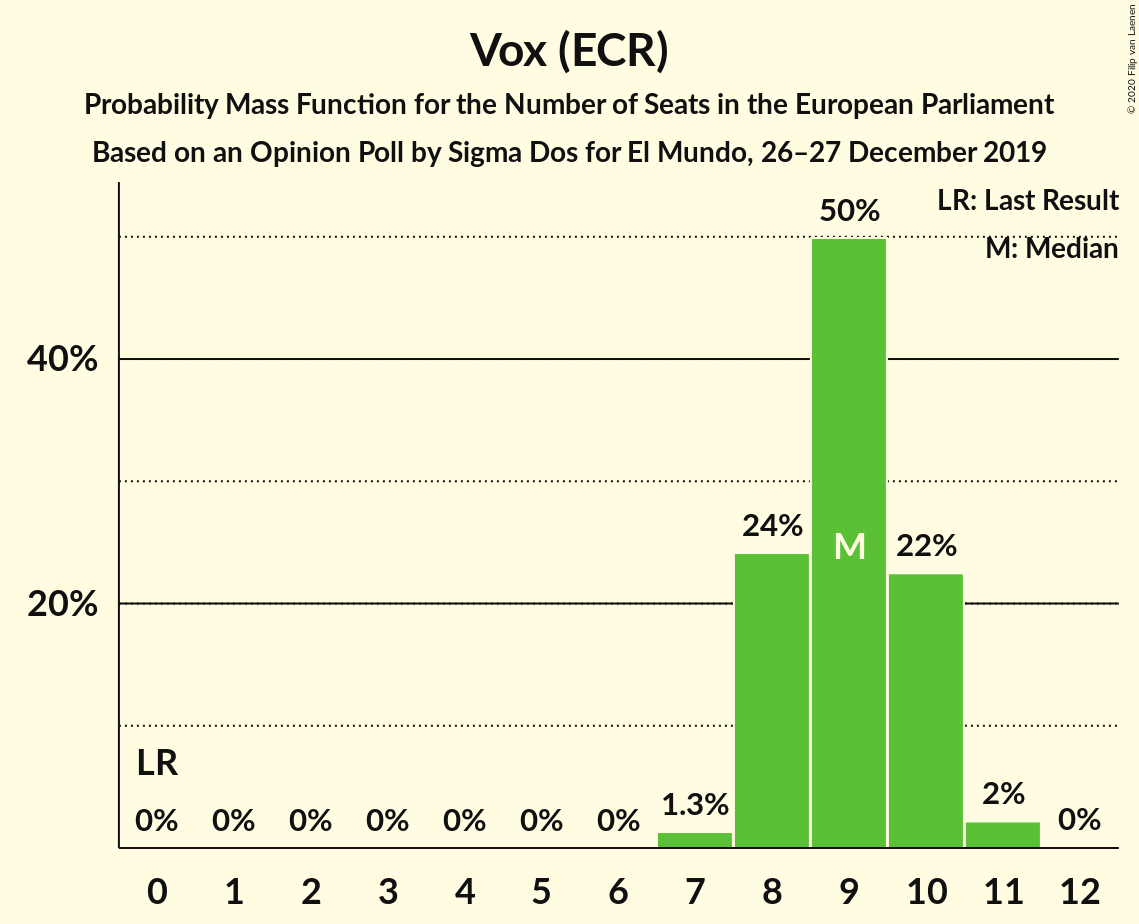 Vox (ECR)
Probability Mass Function for the Number of Seats in the European Parliament
Based on an Opinion Poll by Sigma Dos for El Mundo, 26–27 December 2019
© 2020 Filip van Laenen
LR: Last Result
M: Median
50%
40%
24%
M
22%
20%
LR
0% 0% 0% 0% 0% 0% 0% 1.3% 2% 0%
0 1 2 3 4 5 6 7 8 9 10 11 12